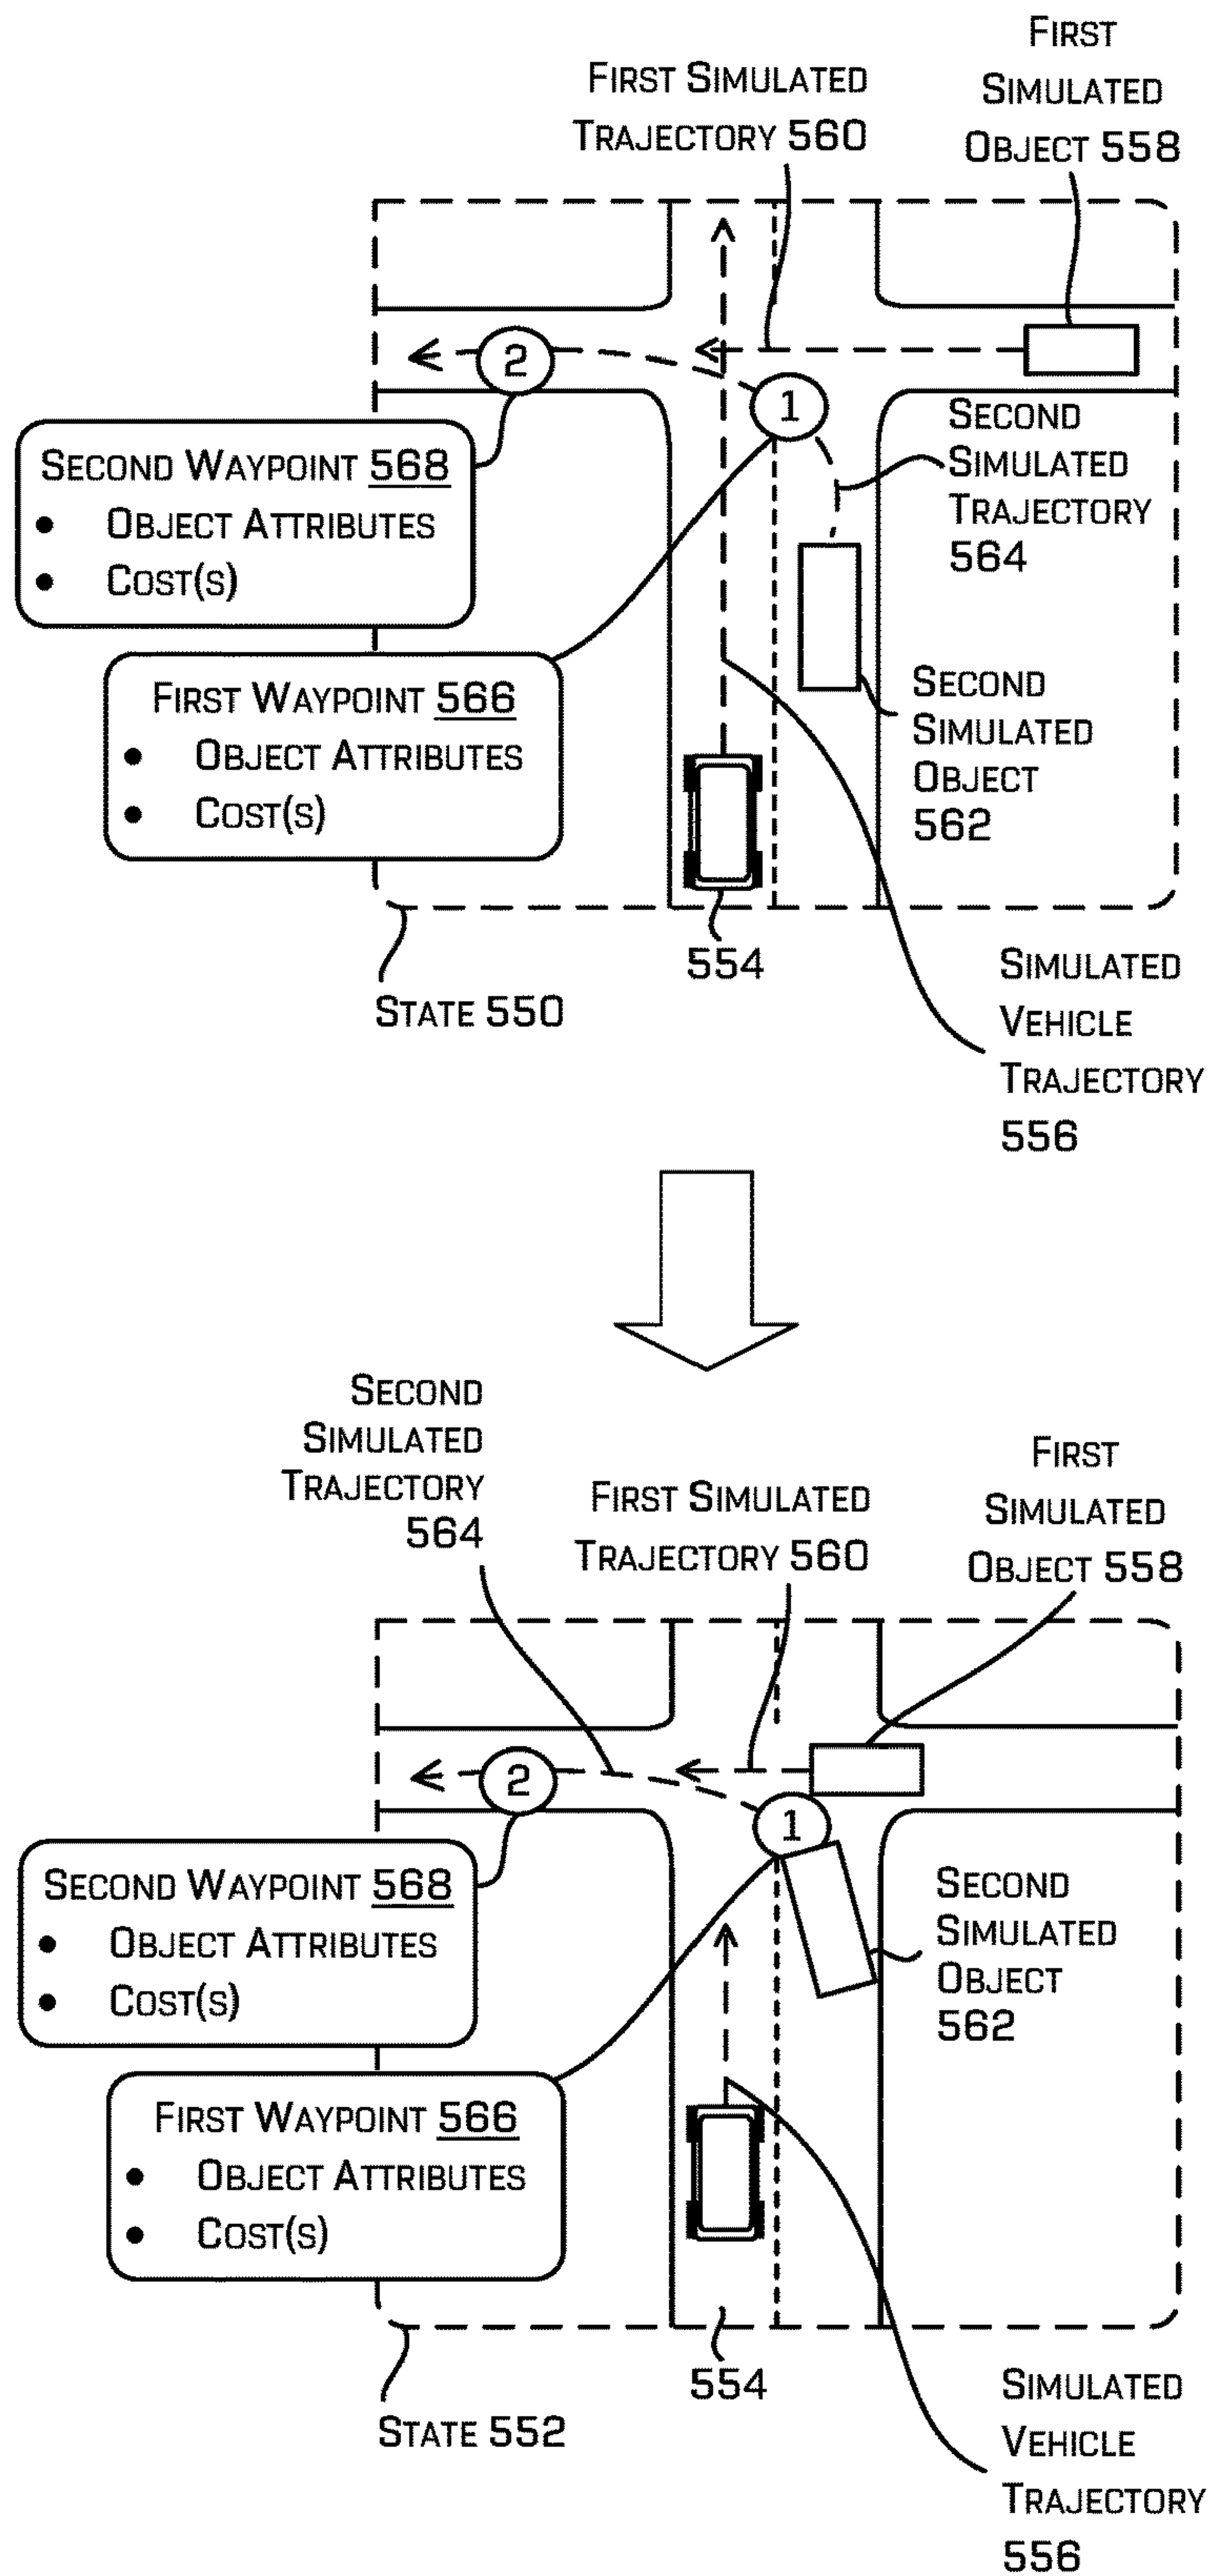 First
Simulated
Object 558
First Simulated
Trajectory 560
2
1
Second
Simulated
Trajectory
564
Second Waypoint 568
• Object Attributes
• Cost(s)
First Waypoint 566
• Object Attributes
• Cost(s)
Second
Simulated
Object
562
554
State 550
Simulated
Vehicle
Trajectory
556
Second
Simulated
Trajectory
564
First Simulated
Trajectory 560
First
Simulated
Object 558
2
1
Second Waypoint 568
• Object Attributes
• Cost(s)
Second
Simulated
Object
562
First Waypoint 566
• Object Attributes
• Cost(s)
554
State 552
Simulated
Vehicle
Trajectory
556